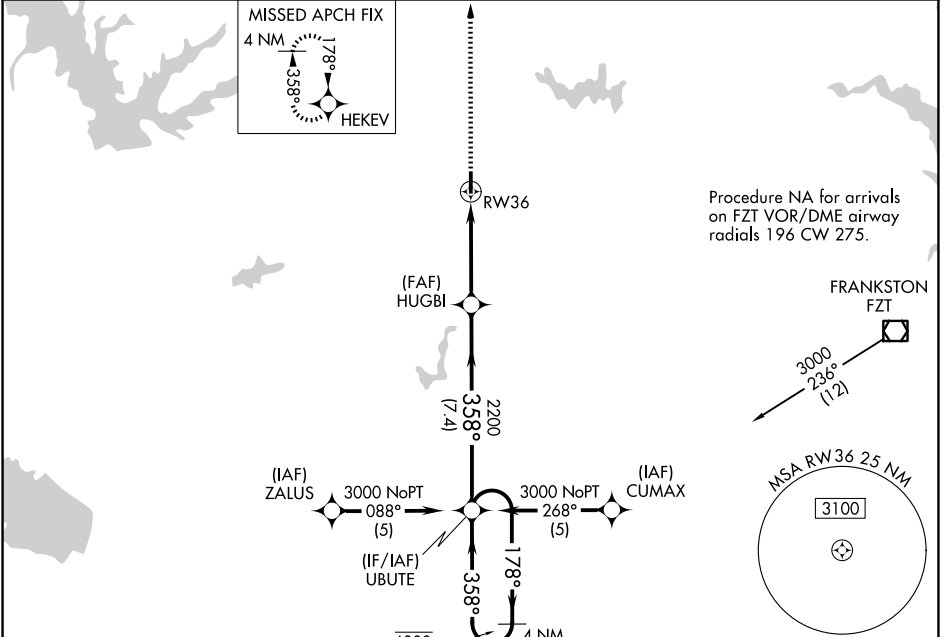 MISSED APCH FIX
4 NM
178°
358°
HEKEV
RW36
Procedure NA for arrivals
on FZT VOR/DME airway
radials 196 CW 275.
(FAF)
HUGBI
FRANKSTON
FZT
3000
236°
(12)
2200
358°
(7.4)
MSA RW36 25 NM
3100
(IAF)
ZALUS
3000 NoPT
088°
(5)
3000 NoPT
268°
(5)
(IAF)
CUMAX
(IF/IAF)
UBUTE
358°
178°
4 NM